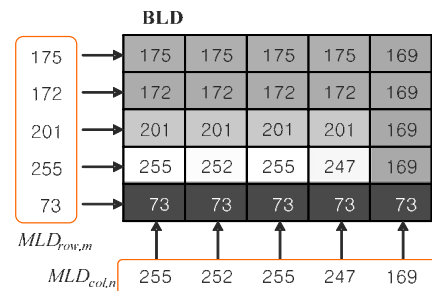 BLD
175 175 175 175 175 169
172 172 172 172 172 169
201 201 201 201 201 169
255 255 252 255 247 169
73 73 73 73 73 73
MLDrow,m
MLDcol,n 255 252 255 247 169